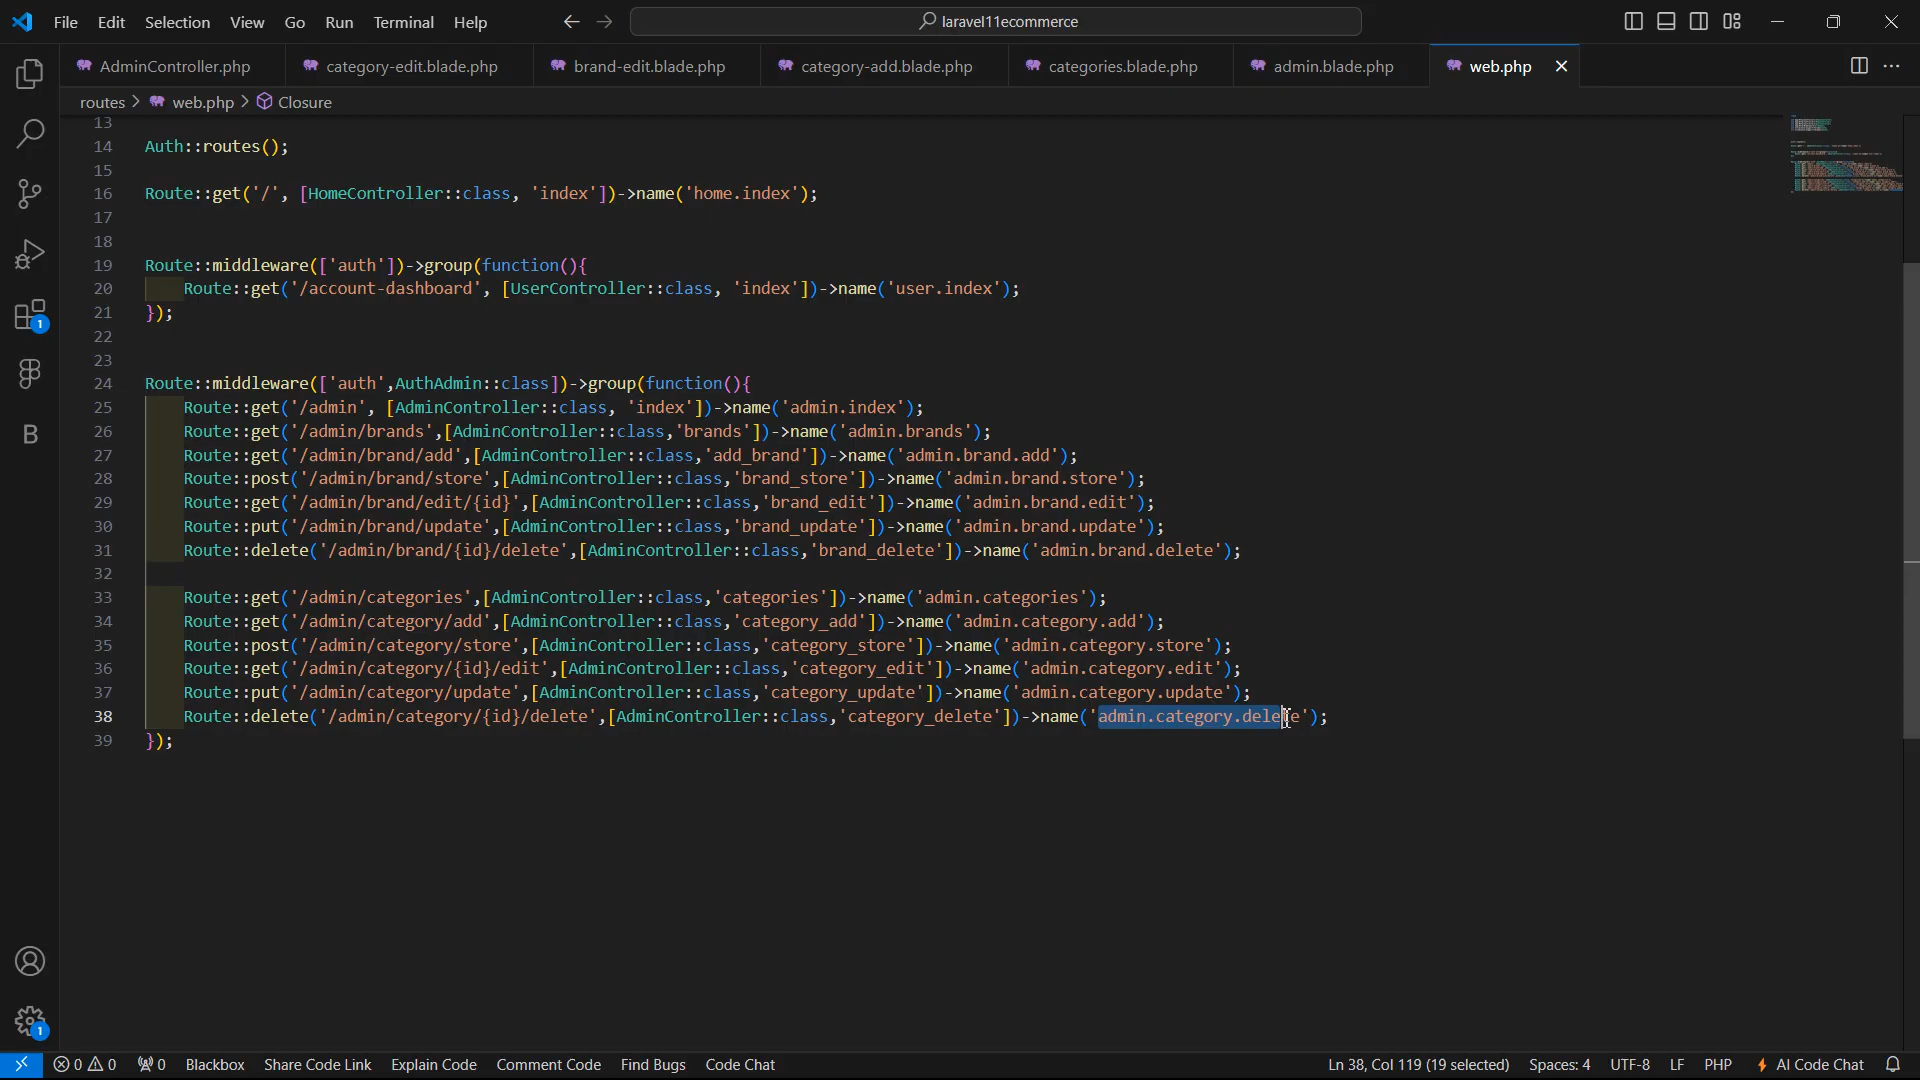 File Edit Selection View Go Run Terminal Help
laravel11ecommerce
AdminController.php category-edit.blade.php brand-edit.blade.php category-add.blade.php categories.blade.php admin.blade.php web.php
routes > web.php > Closure
13
14 Auth::routes();
15
16 Route::get('/', [HomeController::class, 'index'])->name('home.index');
17
18
19 Route::middleware(['auth'])->group(function(){
20 Route::get('/account-dashboard', [UserController::class, 'index'])->name('user.index');
21 });
22
23
24 Route::middleware(['auth',AuthAdmin::class])->group(function(){
25 Route::get('/admin', [AdminController::class, 'index'])->name('admin.index');
26 Route::get('/admin/brands',[AdminController::class,'brands'])->name('admin.brands');
27 Route::get('/admin/brand/add',[AdminController::class,'add_brand'])->name('admin.brand.add');
28 Route::post('/admin/brand/store',[AdminController::class,'brand_store'])->name('admin.brand.store');
29 Route::get('/admin/brand/edit/{id}',[AdminController::class,'brand_edit'])->name('admin.brand.edit');
30 Route::put('/admin/brand/update',[AdminController::class,'brand_update'])->name('admin.brand.update');
31 Route::delete('/admin/brand/{id}/delete',[AdminController::class,'brand_delete'])->name('admin.brand.delete');
32
33 Route::get('/admin/categories',[AdminController::class,'categories'])->name('admin.categories');
34 Route::get('/admin/category/add',[AdminController::class,'category_add'])->name('admin.category.add');
35 Route::post('/admin/category/store',[AdminController::class,'category_store'])->name('admin.category.store');
36 Route::get('/admin/category/{id}/edit',[AdminController::class,'category_edit'])->name('admin.category.edit');
37 Route::put('/admin/category/update',[AdminController::class,'category_update'])->name('admin.category.update');
38 Route::delete('/admin/category/{id}/delete',[AdminController::class,'category_delete'])->name('admin.category.delete');
39 });
1
B
1
0 0 0 Blackbox Share Code Link Explain Code Comment Code Find Bugs Code Chat Ln 38, Col 119 (19 selected) Spaces: 4 UTF-8 LF PHP AI Code Chat